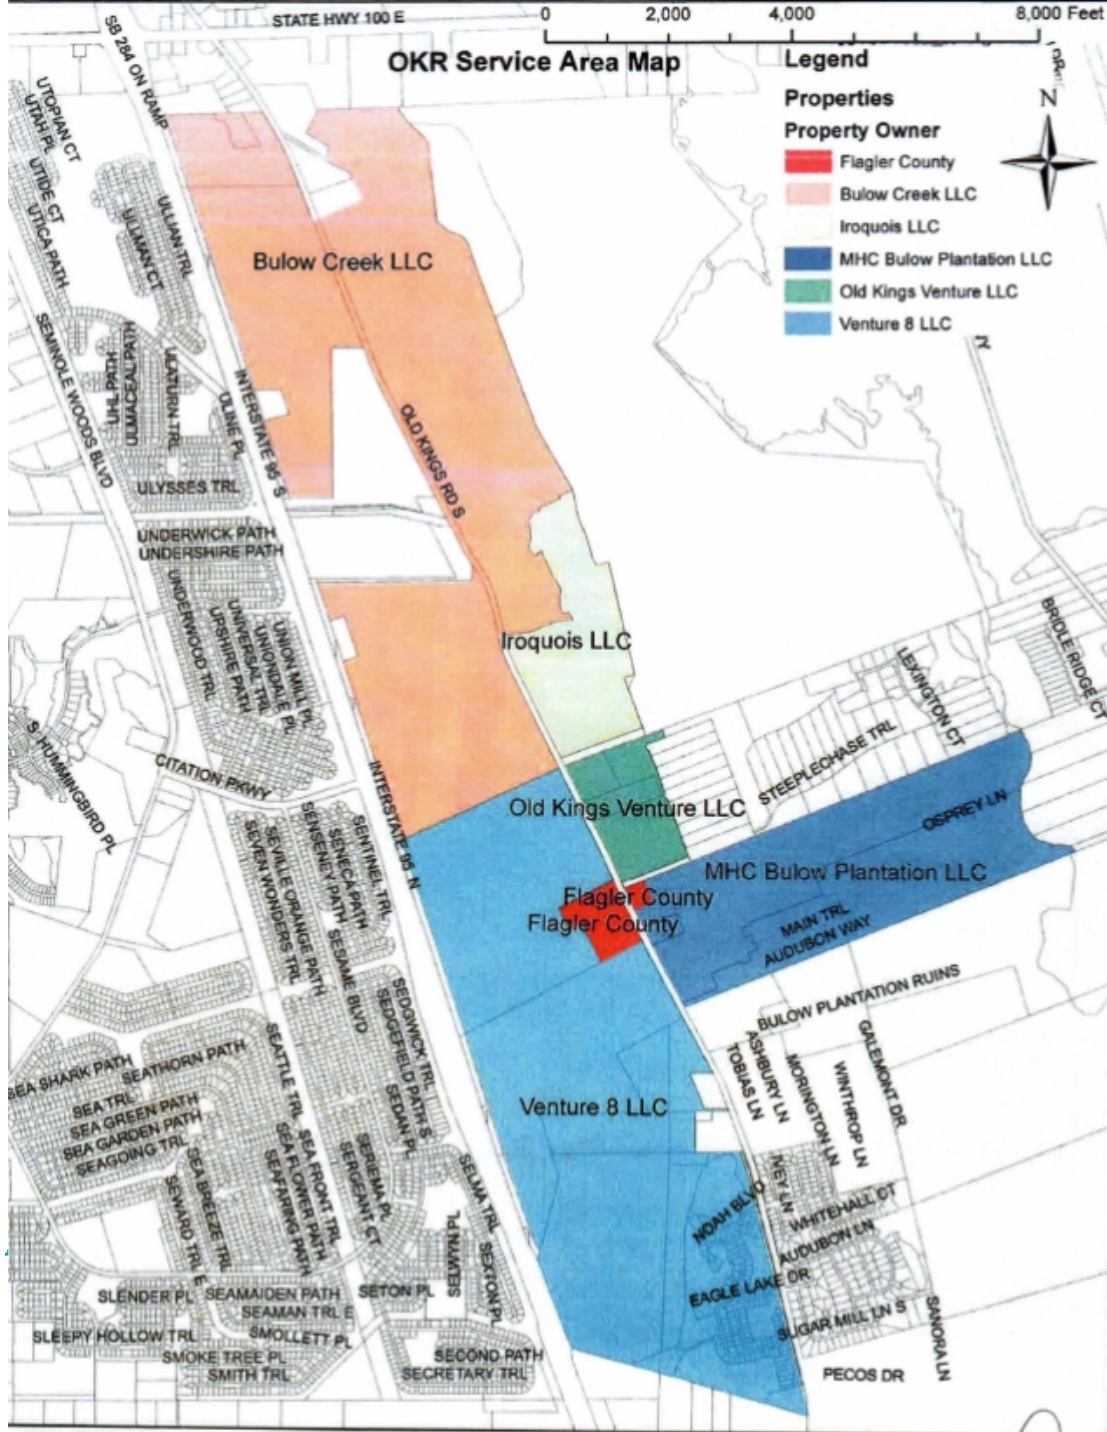 STATE HWY 100 E
0 2,000 4,000 8,000 Feet
SB 284 ON RAMP
OKR Service Area Map
Legend
Properties
Property Owner
Flagler County
Bulow Creek LLC
Iroquois LLC
MHC Bulow Plantation LLC
Old Kings Venture LLC
Venture 8 LLC
N
UTOPIAN CT
UTAH PL
UTIDE CT
UTICA PATH
ULLIAN TRL
ULLMAN CT
Bulow Creek LLC
SEMINOLE WOODS BLVD
UHL PATH
ULMACEAL PATH
ULATURN TRL
ULINE PL
INTERSTATE 95 S
OLD KINGS RD S
ULYSSES TRL
UNDERWICK PATH
UNDERSHIRE PATH
UNDERWOOD TRL
UPSHIRE PATH
UNIVERSAL TRL
UNIONDALE PL
UNION MILL PL
Iroquois LLC
BRIDLE RIDGE CT
LEXINGTON CT
STEEPLECHASE TRL
S HUMMINGBIRD PL
CITATION PKWY
INTERSTATE 95 N
Old Kings Venture LLC
OSPREY LN
MHC Bulow Plantation LLC
SEVEN WONDERS TRL
SEVILLE ORANGE PATH
SENSENEY PATH
SENECA PATH
SENTINEL TRL
SESAME BLVD
Flagler County
Flagler County
MAIN TRL
AUDUBON WAY
BULOW PLANTATION RUINS
SEDGWICK TRL
SEDGEFIELD PATH S
SEDAN PL
SEA SHARK PATH
SEATHORN PATH
SEATTLE TRL
SEA TRL
SEA GREEN PATH
SEA GARDEN PATH
SEAGOING TRL
Venture 8 LLC
TOBIAS LN
ASHBURY LN
MORINGTON LN
WINTHROP LN
GALEMONT DR
SEWARD TRL E
SEA BREEZE TRL
SEAFARING PATH
SEA FLOWER PATH
SEA FRONT TRL
SERGEANT CT
SERIEMA PL
SELMA TRL
SELWYN PL
SEXTON PL
IVEY LN
NOAH BLVD
WHITEHALL CT
AUDUBON LN
EAGLE LAKE DR
SUGAR MILL LN S
SANORA LN
SLENDER PL
SEAMAIDEN PATH
SETON PL
SEAMAN TRL E
SLEEPY HOLLOW TRL
SMOLLETT PL
SMOKE TREE PL
SECOND PATH
SMITH TRL
SECRETARY TRL
PECOS DR